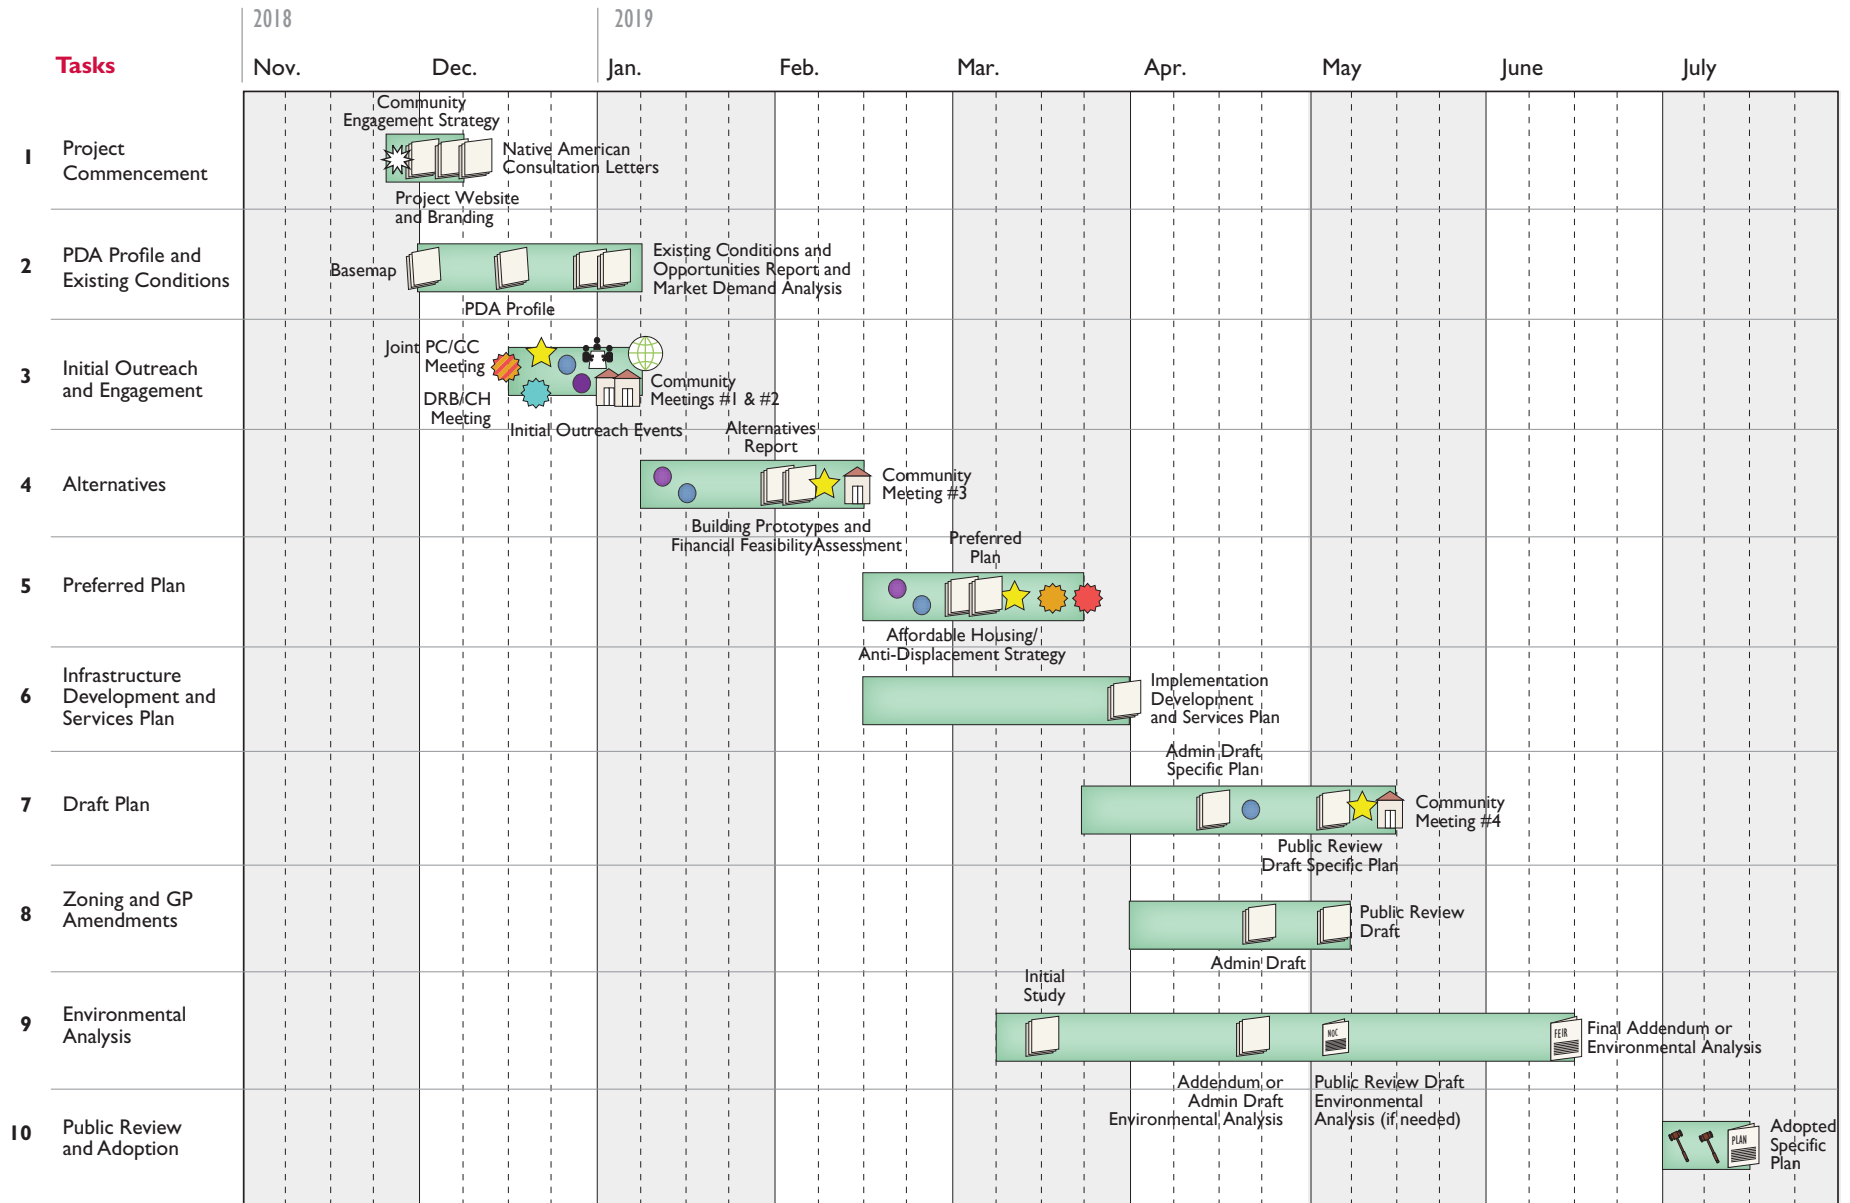 2018
2019
Tasks
Nov.
Dec.
Jan.
Feb.
Mar.
Apr.
May
June
July
1
Project
Commencement
Community
Engagement Strategy
Native American
Consultation Letters
Project Website
and Branding
2
PDA Profile and
Existing Conditions
Basemap
PDA Profile
Existing Conditions and
Opportunities Report and
Market Demand Analysis
3
Initial Outreach
and Engagement
Joint PC/CC
Meeting
DRB/CH
Meeting
Initial Outreach Events
Community
Meetings #1 & #2
4
Alternatives
Alternatives
Report
Community
Meeting #3
Building Prototypes and
Financial Feasibility Assessment
5
Preferred Plan
Preferred
Plan
Affordable Housing/
Anti-Displacement Strategy
6
Infrastructure
Development and
Services Plan
Implementation
Development
and Services Plan
7
Draft Plan
Admin Draft
Specific Plan
Community
Meeting #4
Public Review
Draft Specific Plan
8
Zoning and GP
Amendments
Public Review
Draft
Admin Draft
9
Environmental
Analysis
Initial
Study
NOC
FEIR
Final Addendum or
Environmental Analysis
Addendum or
Admin Draft
Environmental Analysis
Public Review Draft
Environmental
Analysis (if needed)
10
Public Review
and Adoption
PLAN
Adopted
Specific
Plan